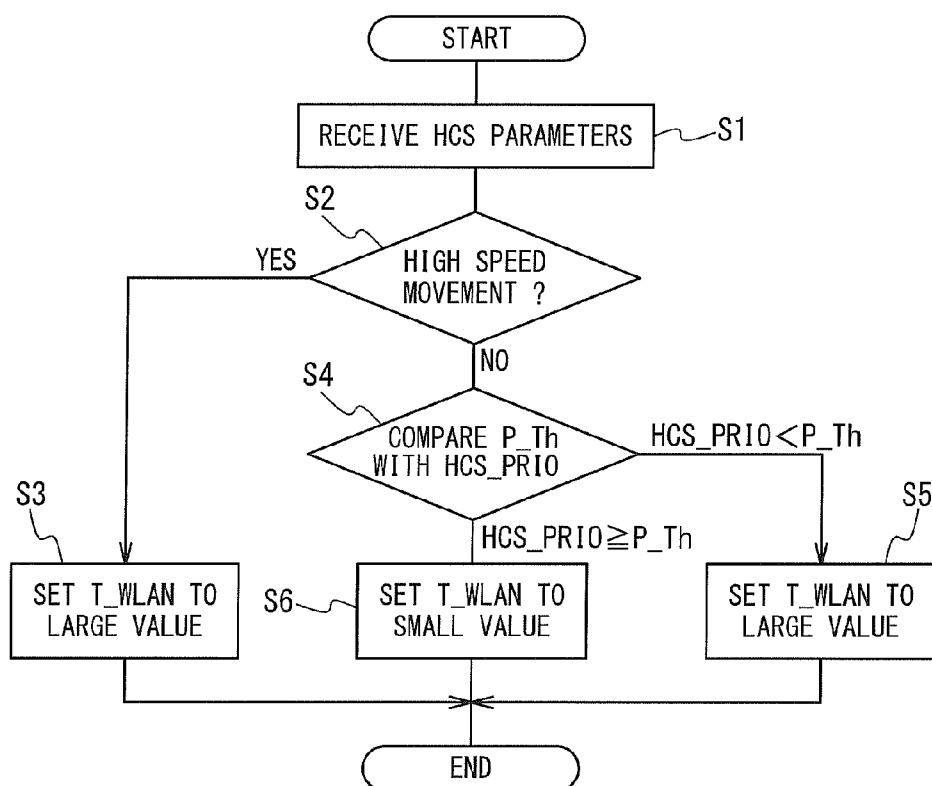 START
RECEIVE HCS PARAMETERS
S1
S2
YES
HIGH SPEED
MOVEMENT ?
NO
S4
COMPARE P_Th
WITH HCS_PRIO
HCS_PRIO<P_Th
S3
HCS_PRIO≧P_Th
S5
SET T_WLAN TO
LARGE VALUE
S6
SET T_WLAN TO
SMALL VALUE
SET T_WLAN TO
LARGE VALUE
END